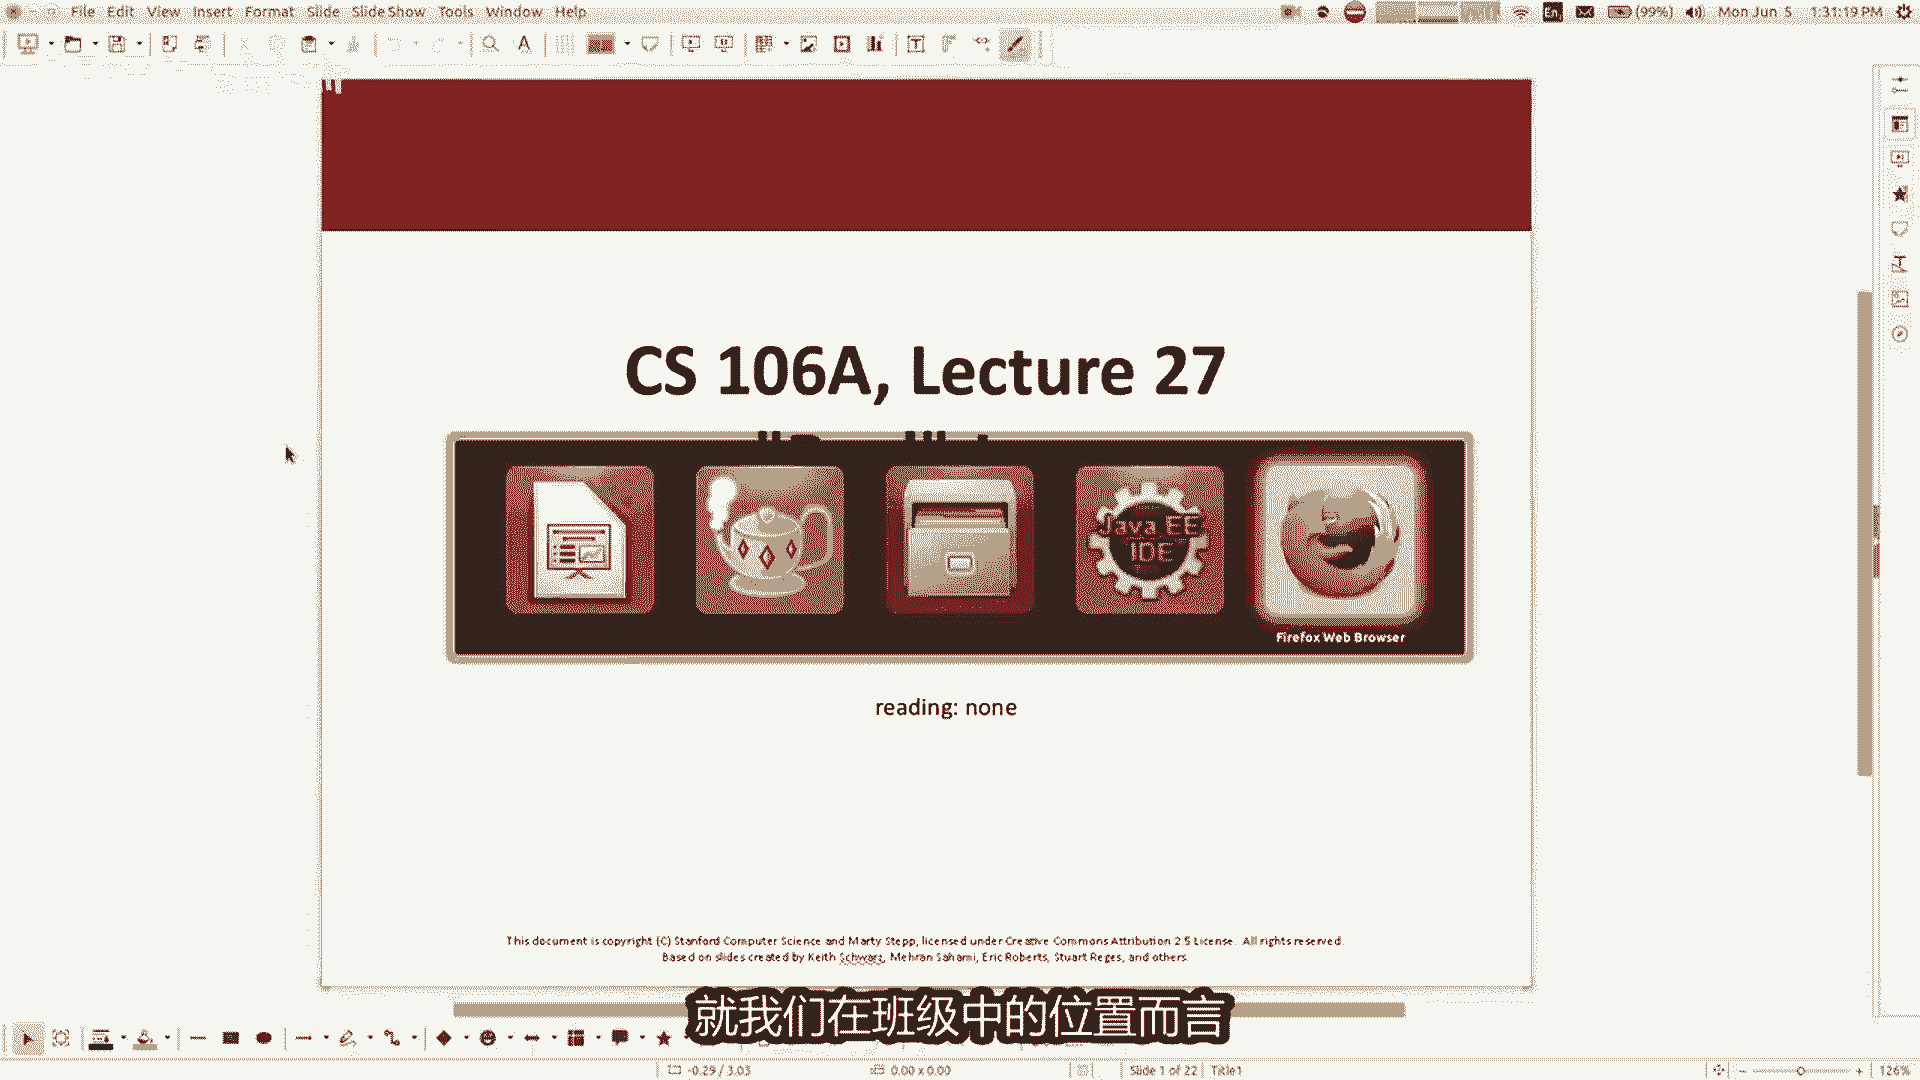 File Edit View Insert Format Slide Slide Show Tools Window Help
En
(99%)
Mon Jun 5 1:31:19 PM
CS 106A, Lecture 27
Java EE
IDE
Firefox Web Browser
reading: none
This document is copyright (C) Stanford Computer Science and Marty Stepp, licensed under Creative Commons Attribution 2.5 License. All rights reserved.
Based on slides created by Keith Schwarz, Mehran Sahami, Eric Roberts, Stuart Reges, and others.
就我们在班级中的位置而言
-0.29 / 3.03
0.00 x 0.00
Slide 1 of 22
Title1
126%